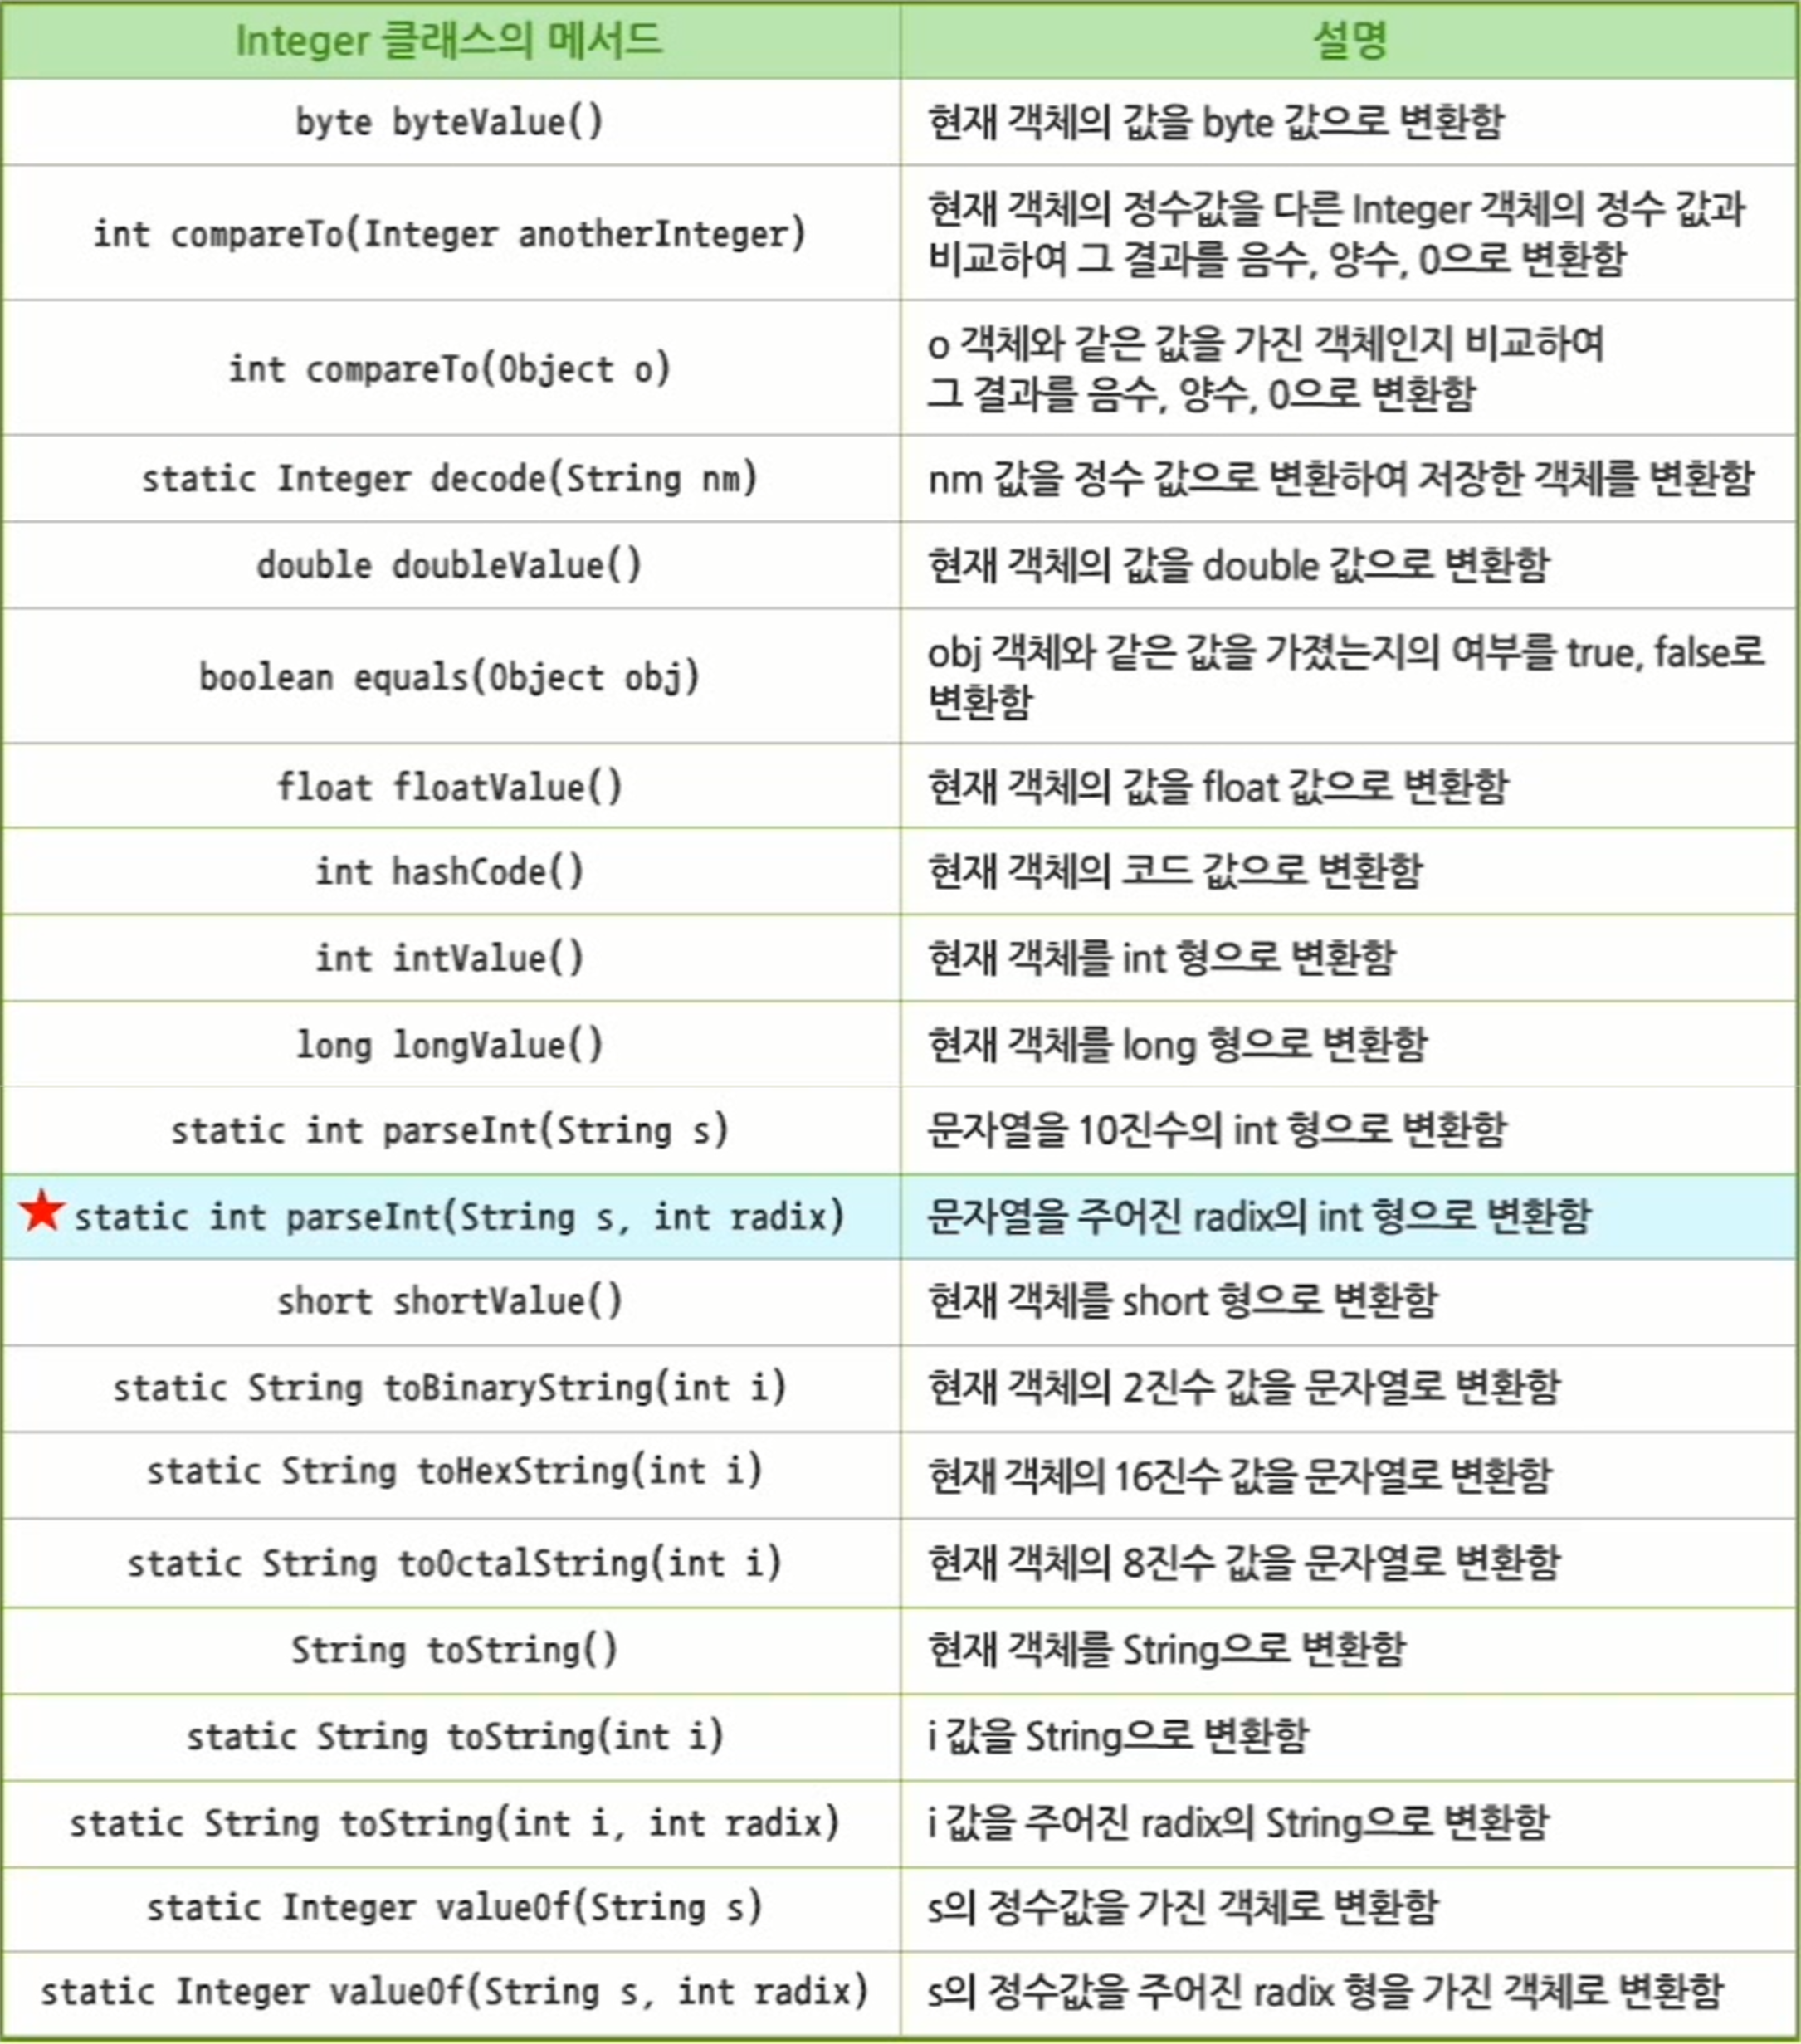 Integer 클래스의 메서드
설명
byte byteValue()
현재 객체의 값을 byte 값으로 변환함
int compareTo(Integer anotherInteger)
현재 객체의 정수값을 다른 Integer 객체의 정수 값과
비교하여 그 결과를 음수, 양수, 0으로 변환함
int compareTo(Object o)
o 객체와 같은 값을 가진 객체인지 비교하여
그 결과를 음수, 양수, 0으로 변환함
static Integer decode(String nm)
nm 값을 정수 값으로 변환하여 저장한 객체를 변환함
double doubleValue()
현재 객체의 값을 double 값으로 변환함
boolean equals(Object obj)
obj 객체와 같은 값을 가졌는지의 여부를 true, false로
변환함
float floatValue()
현재 객체의 값을 float 값으로 변환함
int hashCode()
현재 객체의 코드 값으로 변환함
int intValue()
현재 객체를 int 형으로 변환함
long longValue()
현재 객체를 long 형으로 변환함
static int parseInt(String s)
문자열을 10진수의 int 형으로 변환함
★ static int parseInt(String s, int radix)
문자열을 주어진 radix의 int 형으로 변환함
short shortValue()
현재 객체를 short 형으로 변환함
static String toBinaryString(int i)
현재 객체의 2진수 값을 문자열로 변환함
static String toHexString(int i)
현재 객체의 16진수 값을 문자열로 변환함
static String toOctalString(int i)
현재 객체의 8진수 값을 문자열로 변환함
String toString()
현재 객체를 String으로 변환함
static String toString(int i)
i 값을 String으로 변환함
static String toString(int i, int radix)
i 값을 주어진 radix의 String으로 변환함
static Integer valueOf(String s)
s의 정수값을 가진 객체로 변환함
static Integer valueOf(String s, int radix)
s의 정수값을 주어진 radix 형을 가진 객체로 변환함